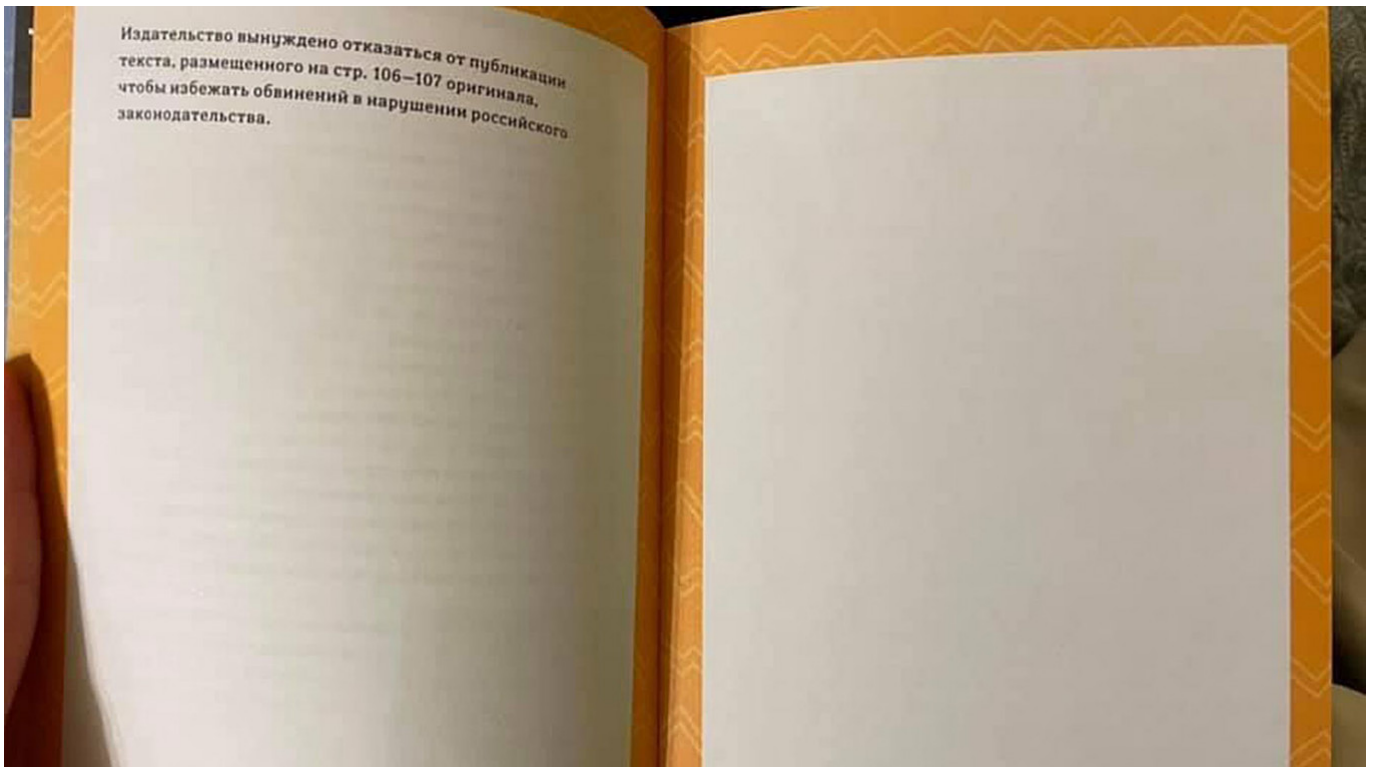 Издательство вынуждено отказаться от публикации
текста, размещенного на стр. 106–107 оригинала,
чтобы избежать обвинений в нарушении российского
законодательства.